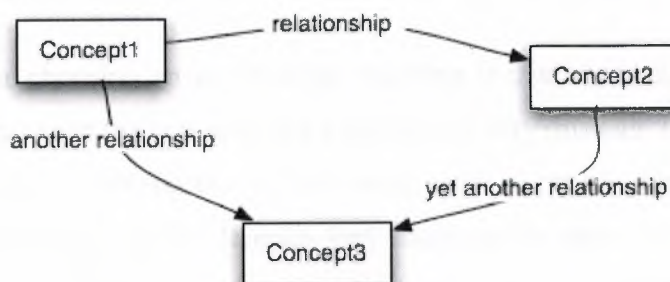 relationship
Concept1
Concept2
another relationship
yet another relationship
Concept3